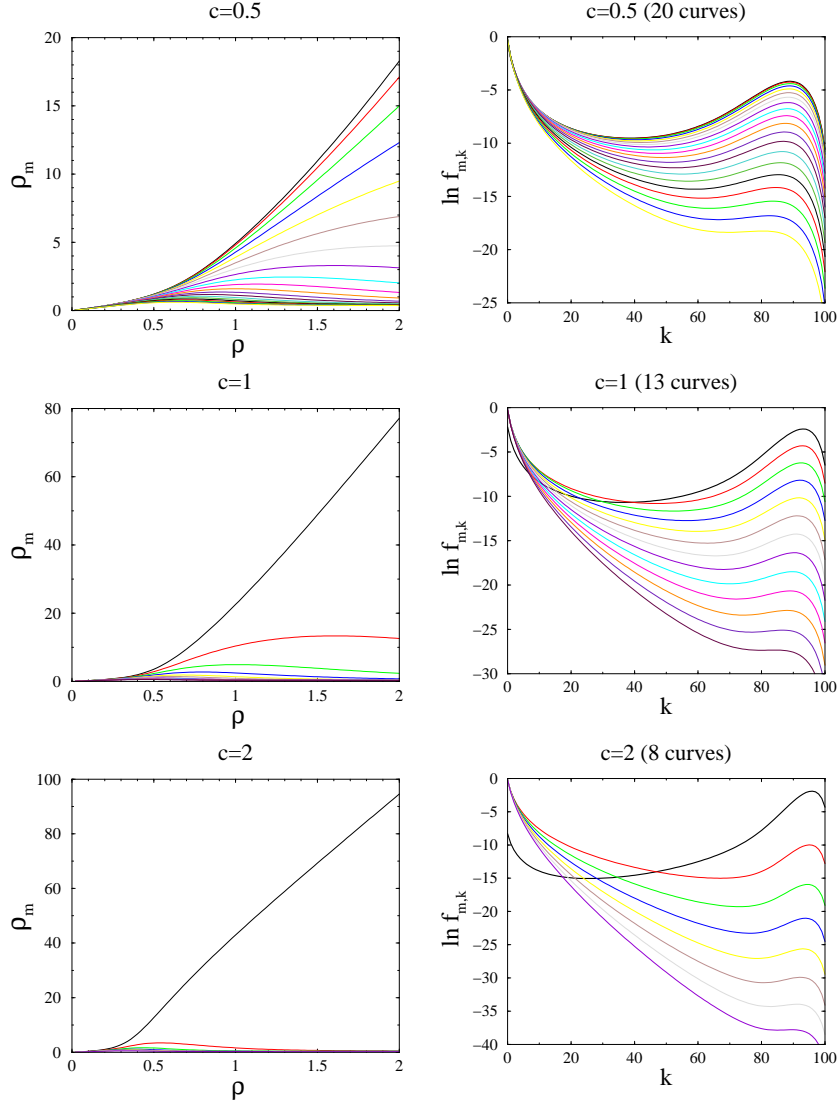 c=0.5
20
15
10
5
0
ρm
0 0.5 1 1.5 2
ρ
c=0.5 (20 curves)
0
−5
−10
−15
−20
−25
ln fm,k
0 20 40 60 80 100
k
c=1
80
60
40
20
0
ρm
0 0.5 1 1.5 2
ρ
c=1 (13 curves)
0
−5
−10
−15
−20
−25
−30
ln fm,k
0 20 40 60 80 100
k
c=2
100
80
60
40
20
0
ρm
0 0.5 1 1.5 2
ρ
c=2 (8 curves)
0
−5
−10
−15
−20
−25
−30
−35
−40
ln fm,k
0 20 40 60 80 100
k